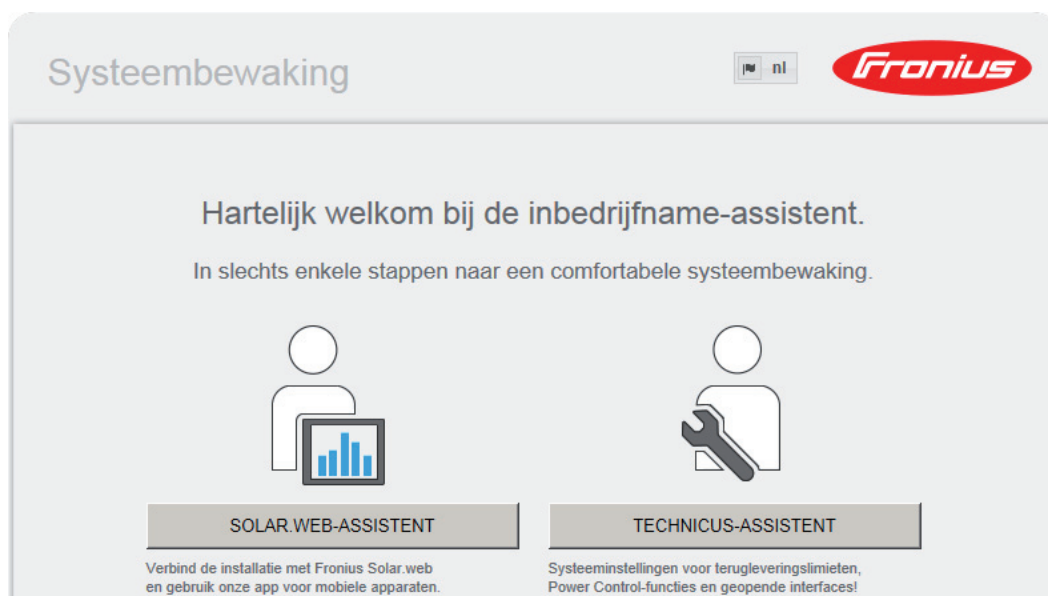 Systeembewaking
nl
Fronius
Hartelijk welkom bij de inbedrijfname-assistent.
In slechts enkele stappen naar een comfortabele systeembewaking.
SOLAR.WEB-ASSISTENT
Verbind de installatie met Fronius Solar.web
en gebruik onze app voor mobiele apparaten.
TECHNICUS-ASSISTENT
Systeeminstellingen voor terugleveringslimieten,
Power Control-functies en geopende interfaces!